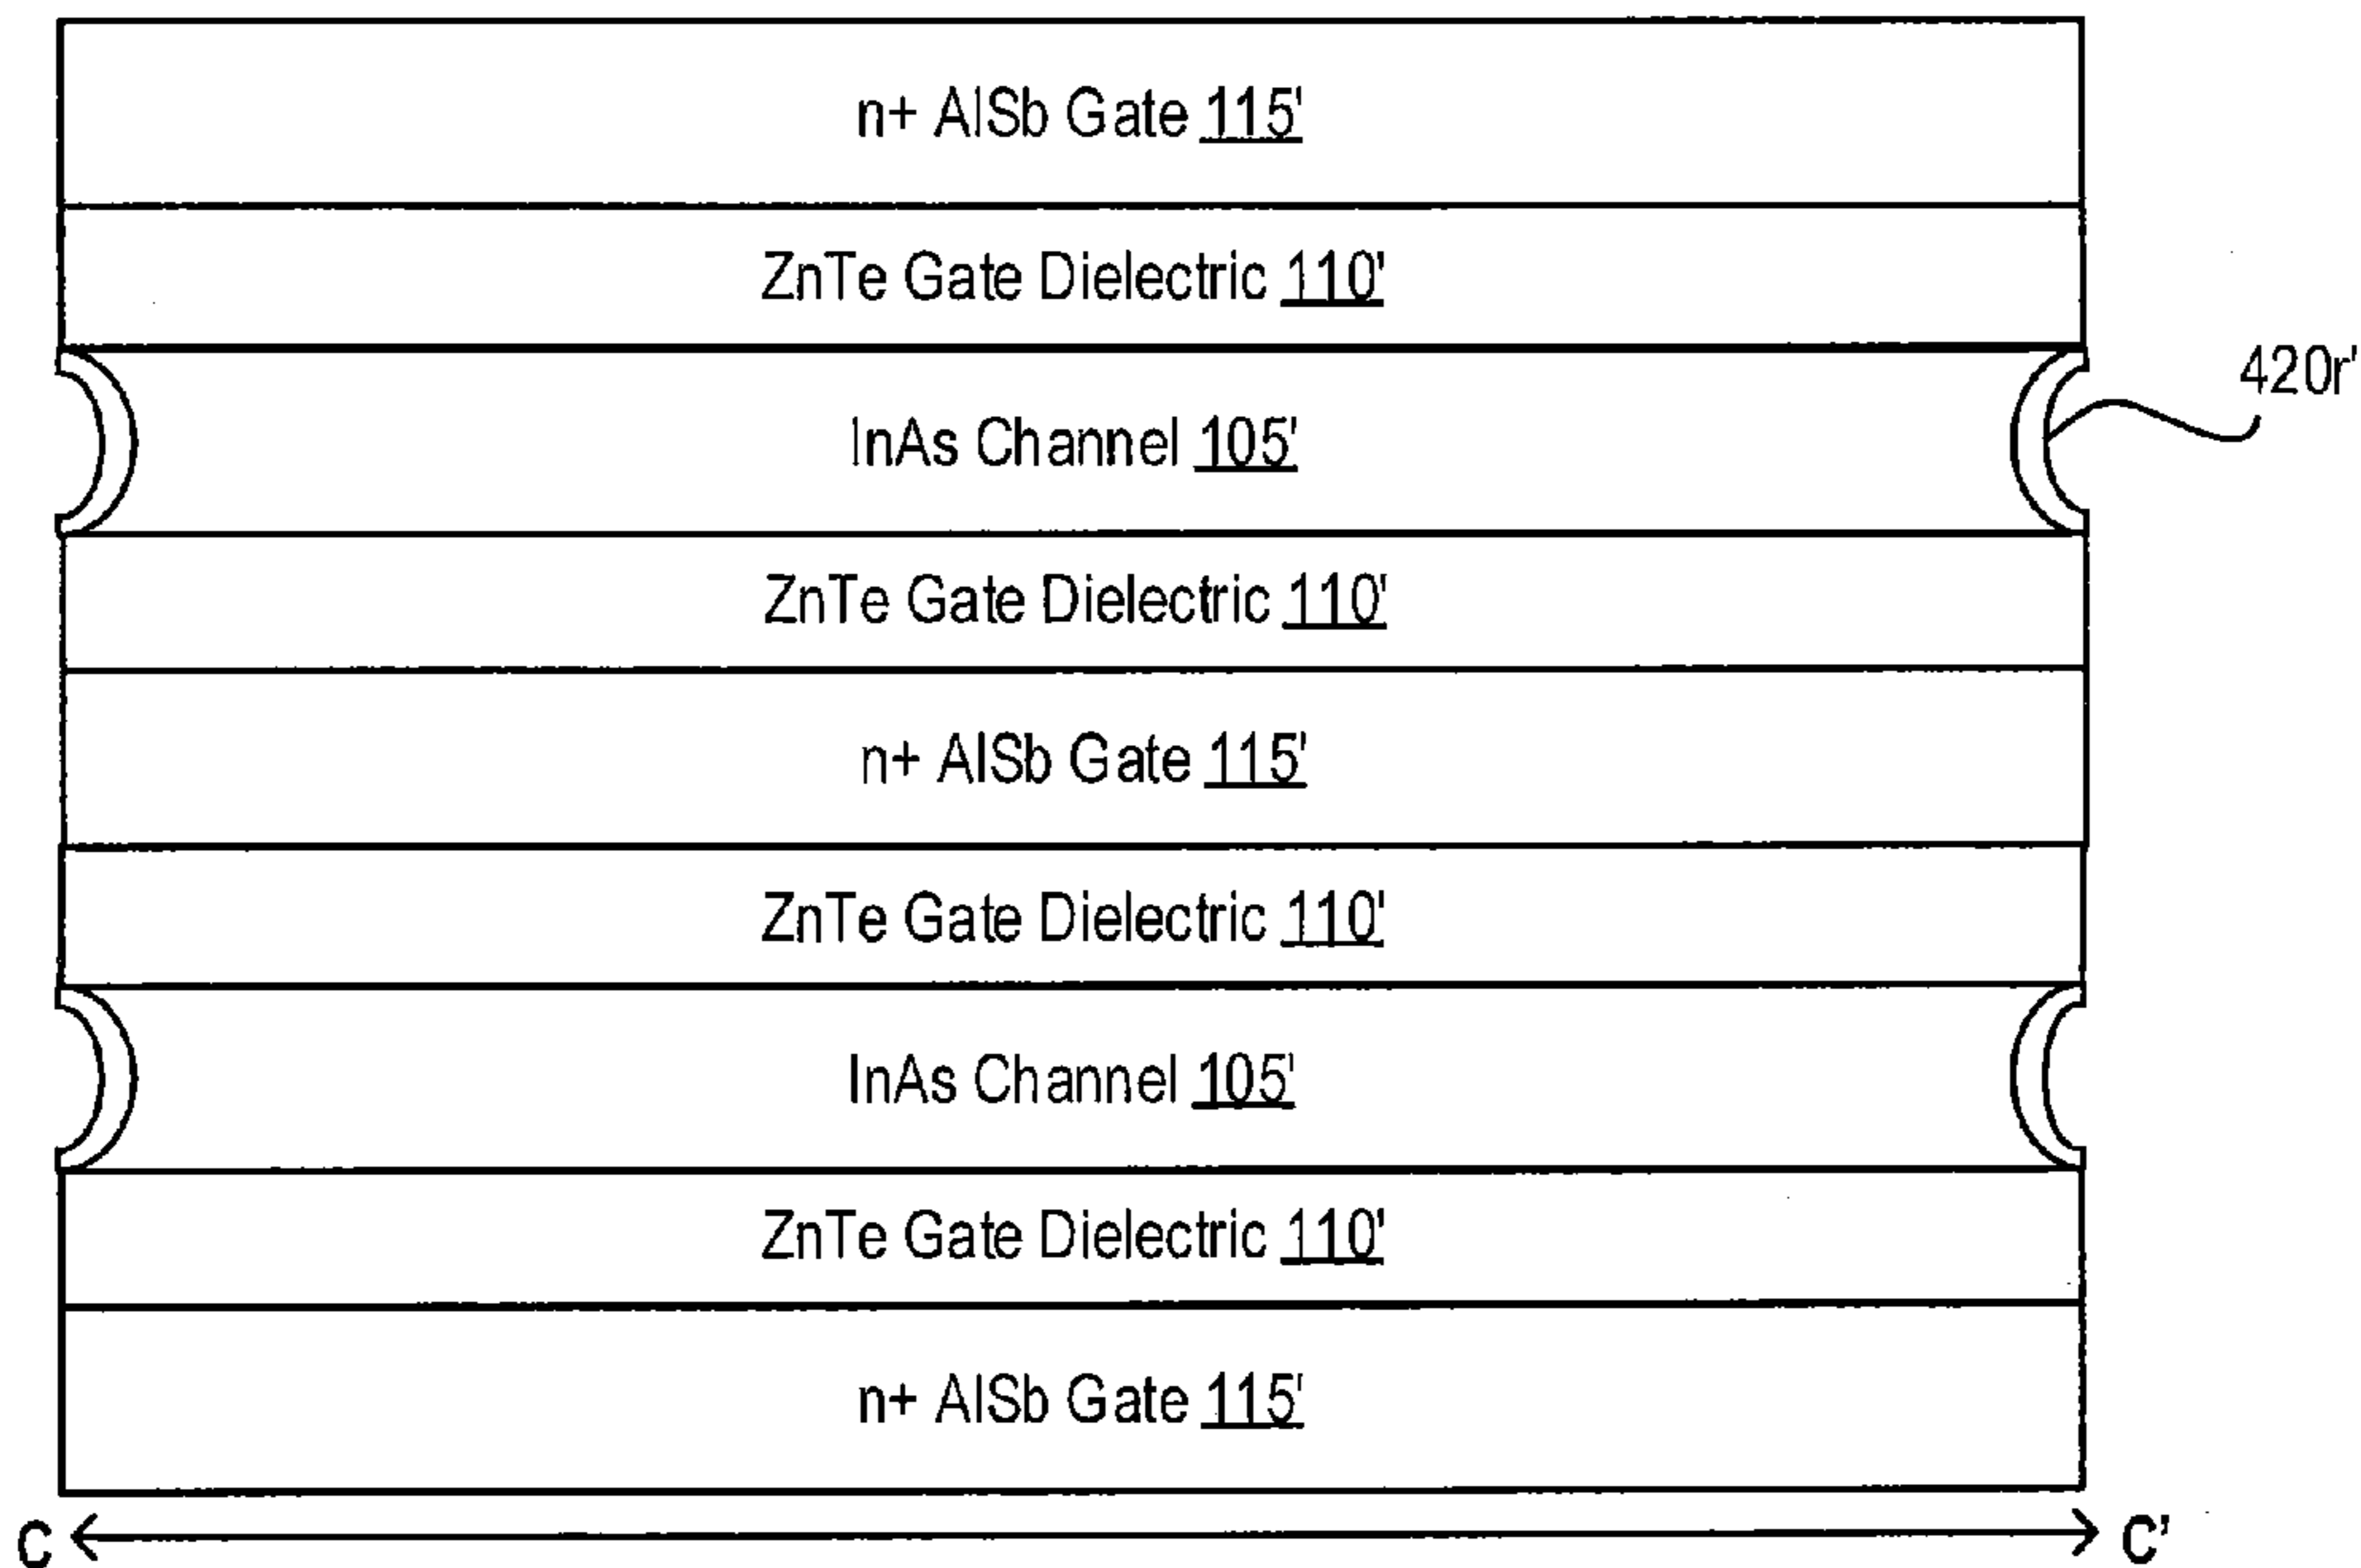 n+ AlSb Gate 115'
ZnTe Gate Dielectric 110'
InAs Channel 105'
420r'
ZnTe Gate Dielectric 110'
n+ AlSb Gate 115'
ZnTe Gate Dielectric 110'
InAs Channel 105'
ZnTe Gate Dielectric 110'
n+ AlSb Gate 115'
C C'